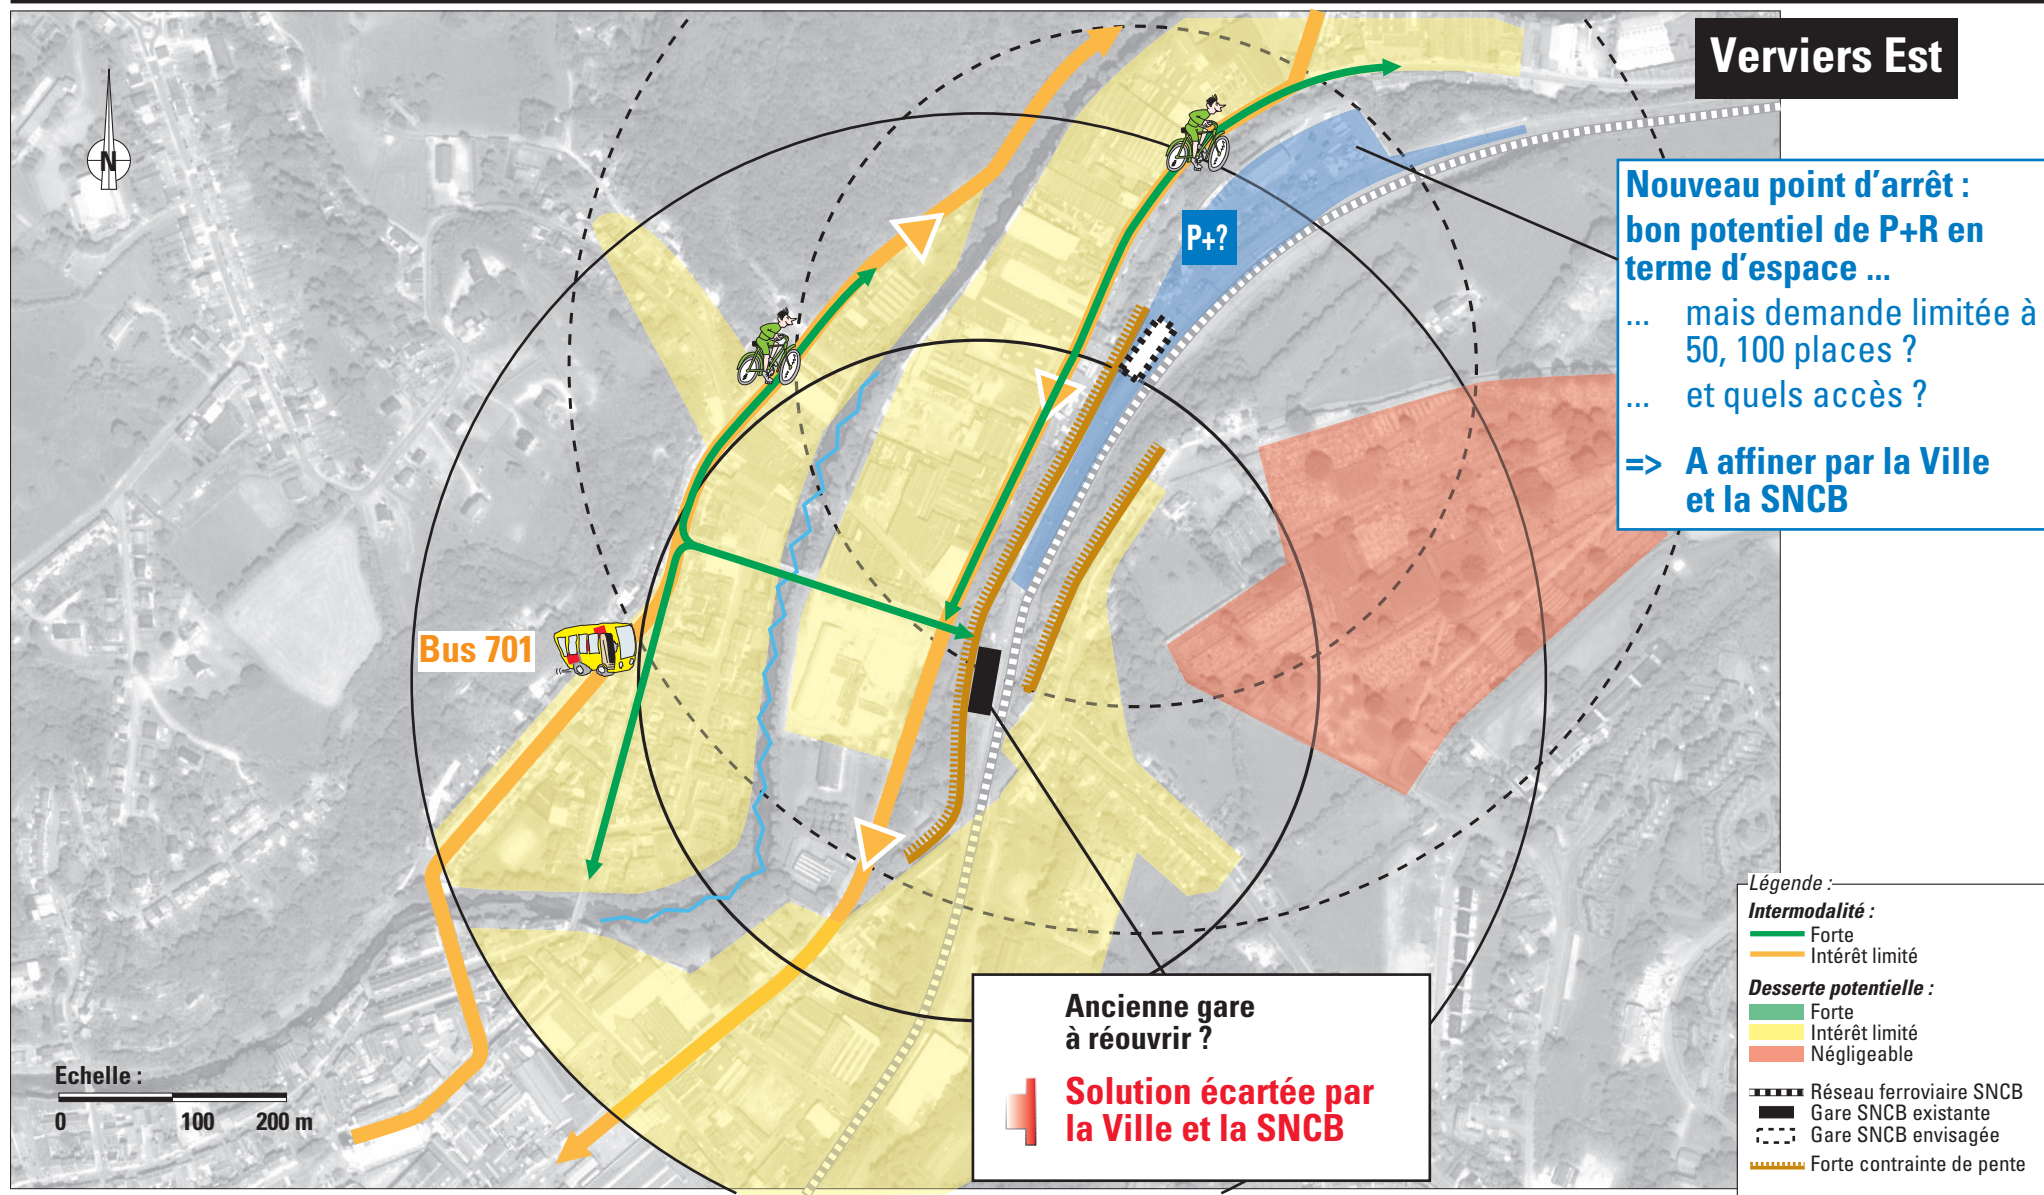 Verviers Est
N
Nouveau point d'arrêt :
bon potentiel de P+R en
terme d'espace ...
... mais demande limitée à
50, 100 places ?
... et quels accès ?
=> A affiner par la Ville
et la SNCB
P+?
Bus 701
Ancienne gare
à réouvrir ?
Solution écartée par
la Ville et la SNCB
Echelle :
0 100 200 m
Légende :
Intermodalité :
Forte
Intérêt limité
Desserte potentielle :
Forte
Intérêt limité
Négligeable
Réseau ferroviaire SNCB
Gare SNCB existante
Gare SNCB envisagée
Forte contrainte de pente